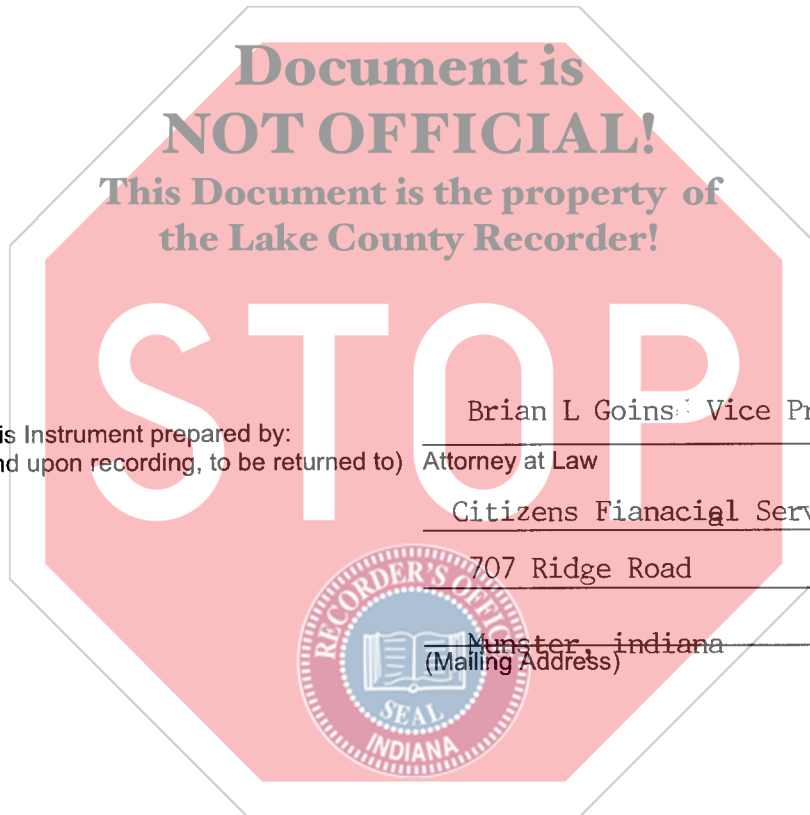 Document is
NOT OFFICIAL!
This Document is the property of
the Lake County Recorder!
STOP
Brian L Goins Vice Pr
is Instrument prepared by:
nd upon recording, to be returned to) Attorney at Law
Citizens Fianacial Serv
707 Ridge Road
Munster, indiana
(Mailing Address)
RECORDER'S OFFIC
SEAL
INDIANA